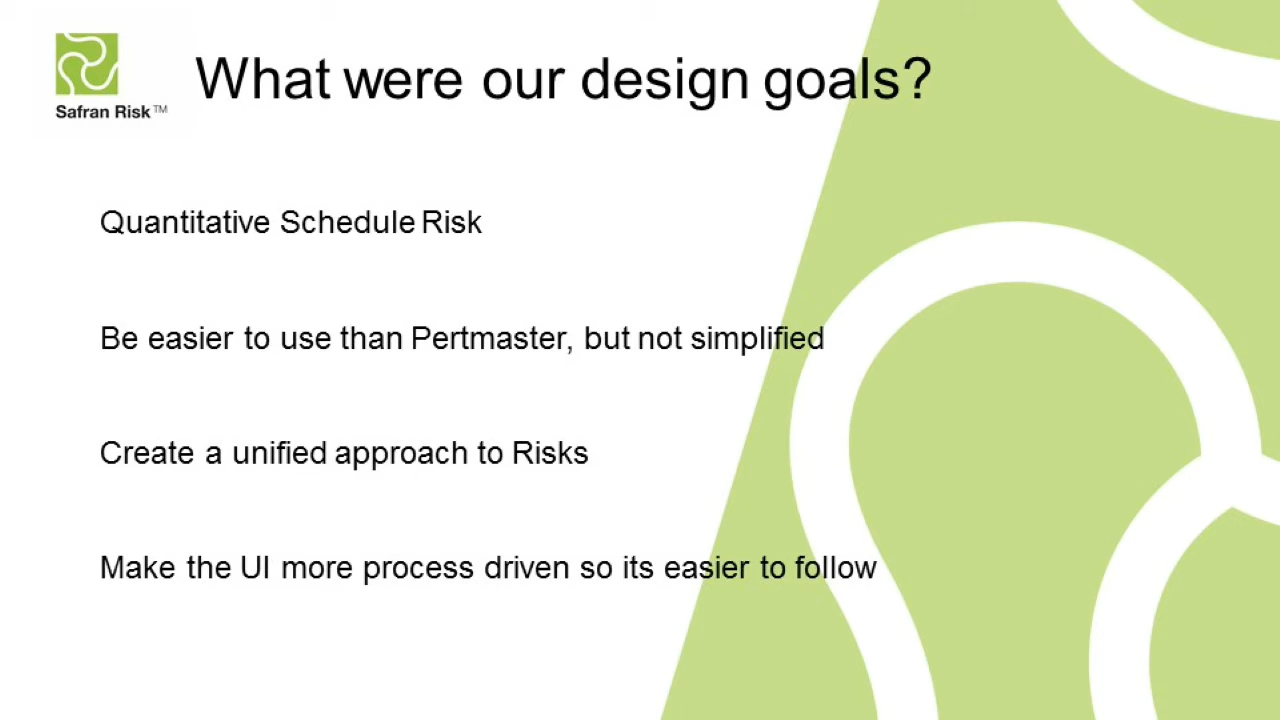 Safran Risk™
What were our design goals?
Quantitative Schedule Risk
Be easier to use than Pertmaster, but not simplified
Create a unified approach to Risks
Make the UI more process driven so its easier to follow